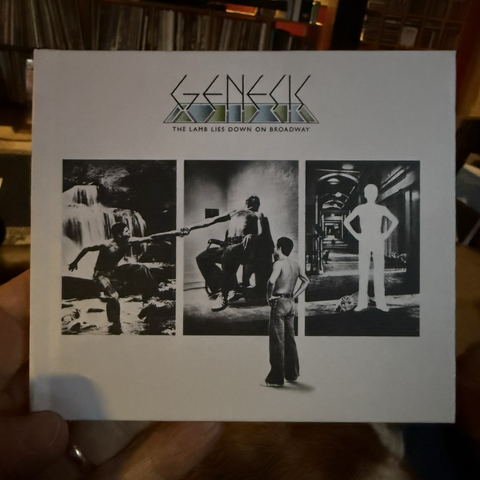 GENESIS
THE LAMB LIES DOWN ON BROADWAY